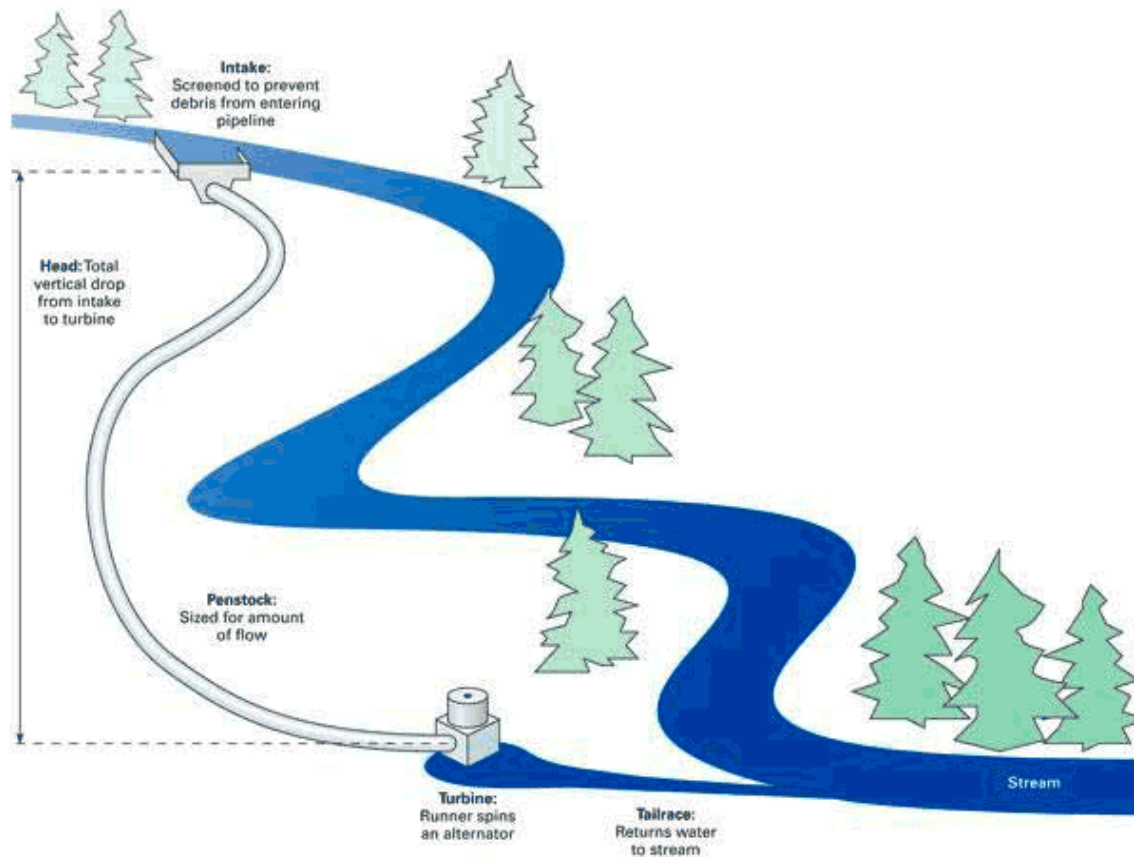 Intake:
Screened to prevent
debris from entering
pipeline
Head: Total
vertical drop
from intake
to turbine
Penstock:
Sized for amount
of flow
Turbine:
Runner spins
an alternator
Tailrace:
Returns water
to stream
Stream